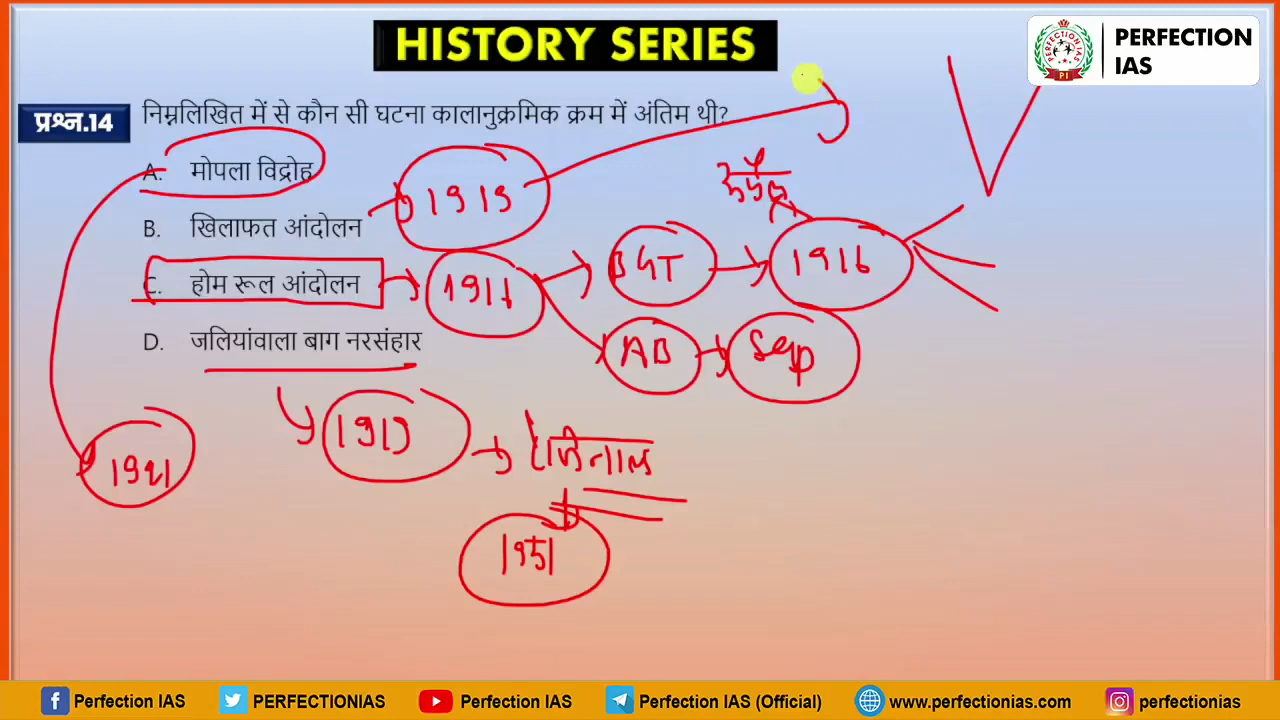 HISTORY SERIES
PERFECTION
IAS
प्रश्न.14
निम्नलिखित में से कौन सी घटना कालानुक्रमिक क्रम में अंतिम थी?
A. मोपला विद्रोह
B. खिलाफत आंदोलन
C. होम रूल आंदोलन
D. जलियांवाला बाग नरसंहार
1919
BGT
1916
AB
Sep
1919
1921
1951
Perfection IAS
PERFECTIONIAS
Perfection IAS
Perfection IAS (Official)
www.perfectionias.com
perfectionias